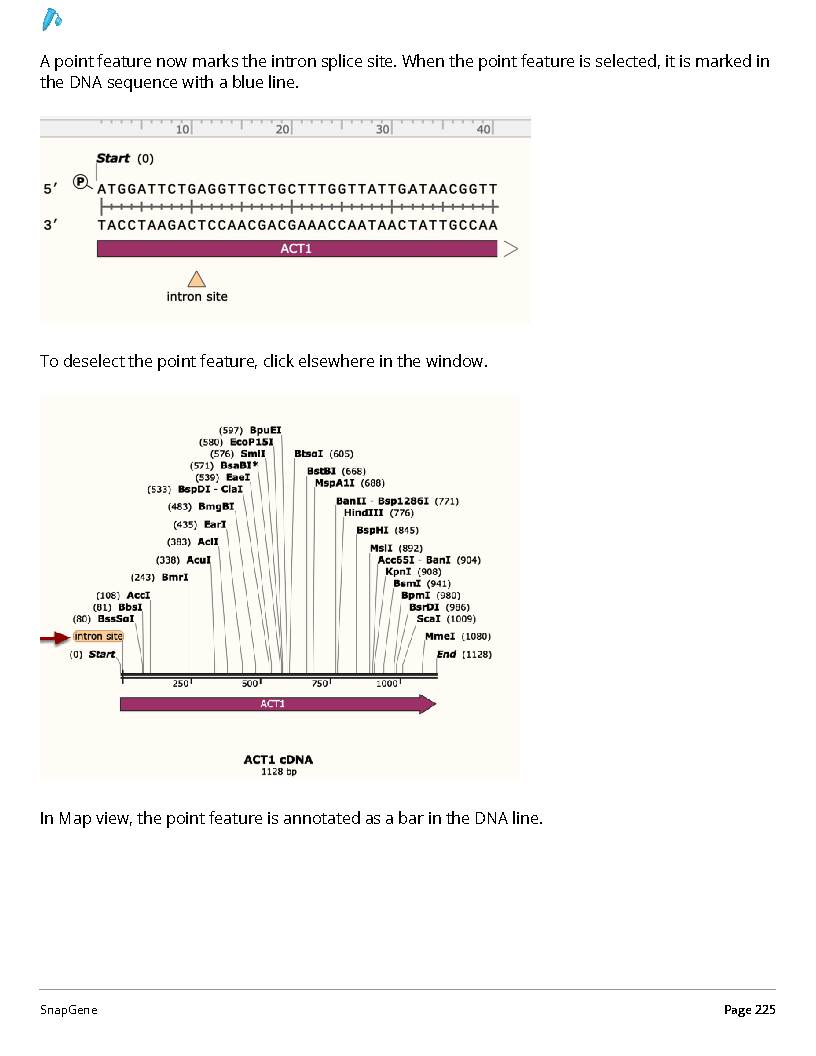 A point feature now marks the intron splice site. When the point feature is selected, it is marked in
the DNA sequence with a blue line.
10 20 30 40
Start (0)
P
5′ ATGGATTCTGAGGTTGCTGCTTTGGTTATTGATAACGGTT
3′ TACCTAAGACTCCAACGACGAAACCAATAACTATTGCCAA
ACT1
intron site
To deselect the point feature, click elsewhere in the window.
(597) BpuEI
(580) EcoP15I
(576) SmlI BtsαI (605)
(571) BsaBI*
BstBI (668)
(539) EaeI
MspA1I (688)
(533) BspDI - ClaI
BanII - Bsp1286I (771)
(483) BmgBI
HindIII (776)
(435) EarI
BspHI (845)
(383) AciI
MslI (892)
(338) AcuI Acc65I - BanI (904)
KpnI (908)
(243) BmrI
BsmI (941)
(108) AccI BpmI (980)
(81) BbsI BsrDI (986)
(80) BssSαI ScaI (1009)
intron site MmeI (1080)
(0) Start End (1128)
250 500 750 1000
ACT1
ACT1 cDNA
1128 bp
In Map view, the point feature is annotated as a bar in the DNA line.
SnapGene Page 225